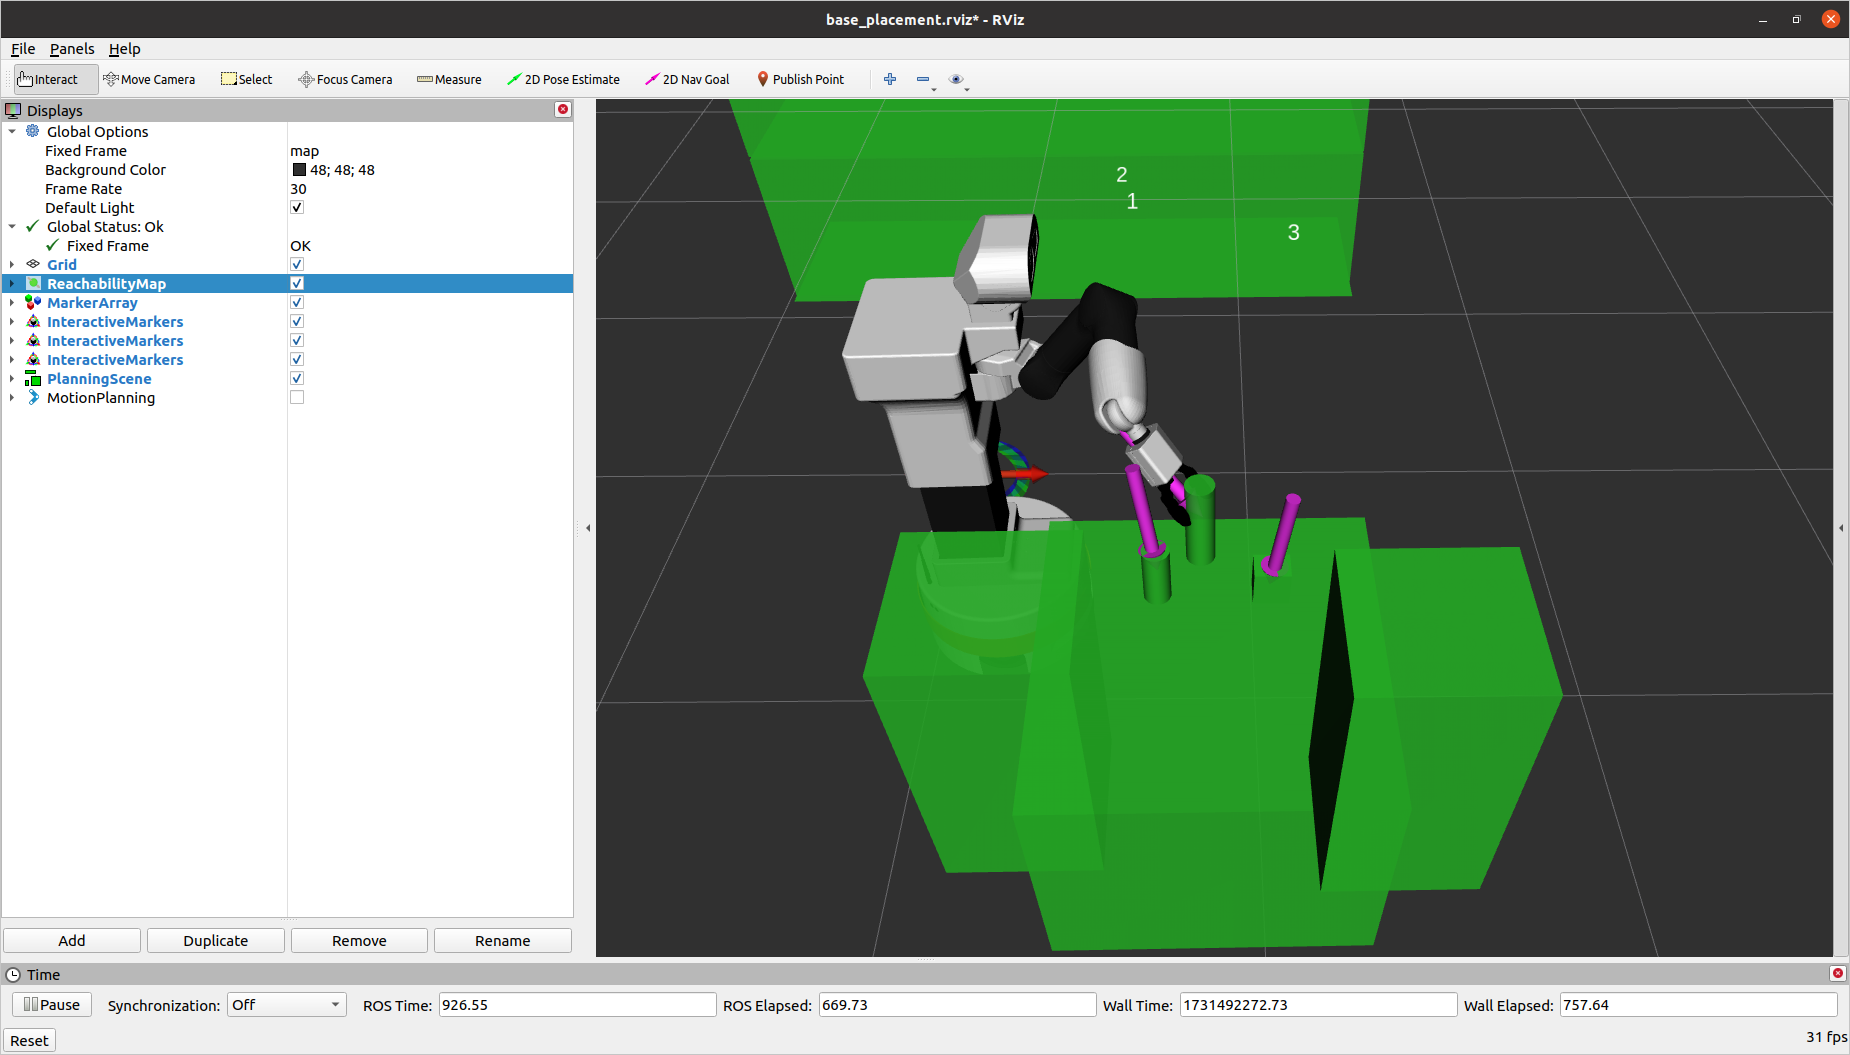 base_placement.rviz* - RViz
File Panels Help
Interact Move Camera Select Focus Camera Measure 2D Pose Estimate 2D Nav Goal Publish Point
Displays
Global Options
Fixed Frame map
Background Color 48; 48; 48
Frame Rate 30
Default Light
Global Status: Ok
Fixed Frame OK
Grid
ReachabilityMap
MarkerArray
InteractiveMarkers
InteractiveMarkers
InteractiveMarkers
PlanningScene
MotionPlanning
2
1
3
Add Duplicate Remove Rename
Time
Pause Synchronization: Off ROS Time: 926.55 ROS Elapsed: 669.73 Wall Time: 1731492272.73 Wall Elapsed: 757.64
Reset 31 fps